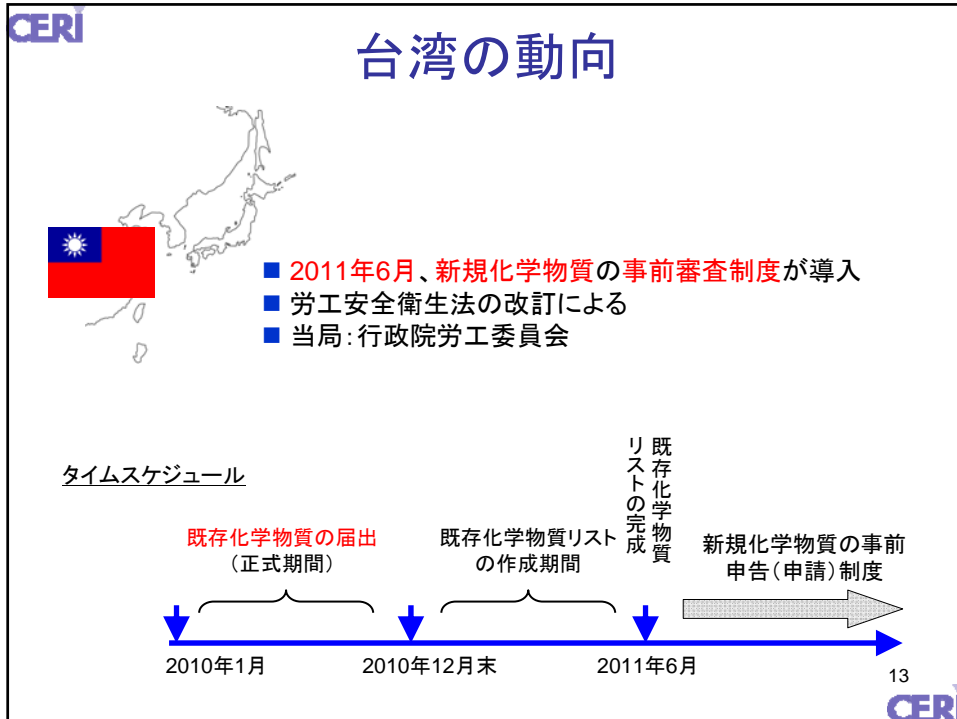 CERI
台湾の動向
■ 2011年6月、新規化学物質の事前審査制度が導入
■ 労工安全衛生法の改訂による
■ 当局：行政院労工委員会
タイムスケジュール
既存化学物質の届出
（正式期間）
既存化学物質リスト
の作成期間
既存化学物質
リストの完成
新規化学物質の事前
申告（申請）制度
2010年1月
2010年12月末
2011年6月
13
CERI